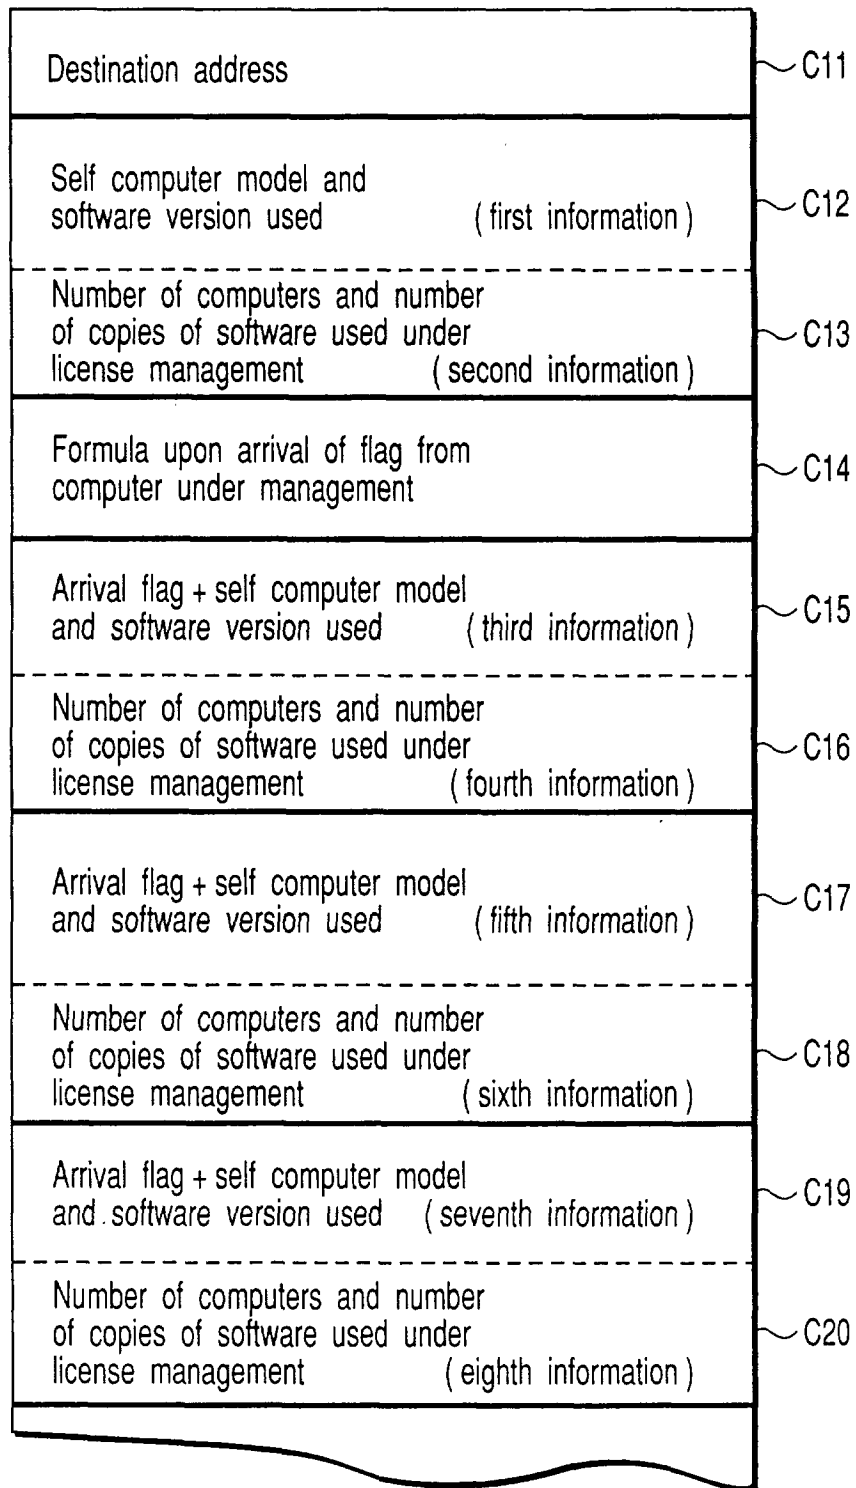 Destination address
C11
Self computer model and
software version used (first information)
C12
Number of computers and number
of copies of software used under
license management (second information)
C13
Formula upon arrival of flag from
computer under management
C14
Arrival flag + self computer model
and software version used (third information)
C15
Number of computers and number
of copies of software used under
license management (fourth information)
C16
Arrival flag + self computer model
and software version used (fifth information)
C17
Number of computers and number
of copies of software used under
license management (sixth information)
C18
Arrival flag + self computer model
and software version used (seventh information)
C19
Number of computers and number
of copies of software used under
license management (eighth information)
C20